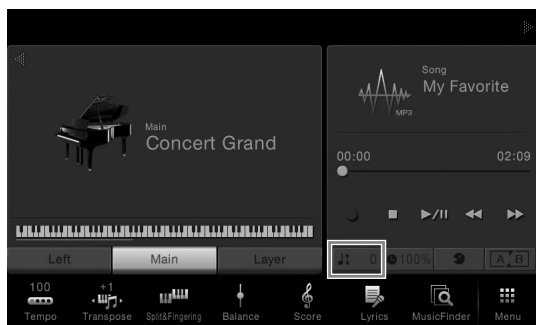 Main
Concert Grand
Left
Main
Layer
Song
My Favorite
MP3
00:00
02:09
0
100%
A B
100
Tempo
+1
Transpose
Split&Fingering
Balance
Score
Lyrics
MusicFinder
Menu